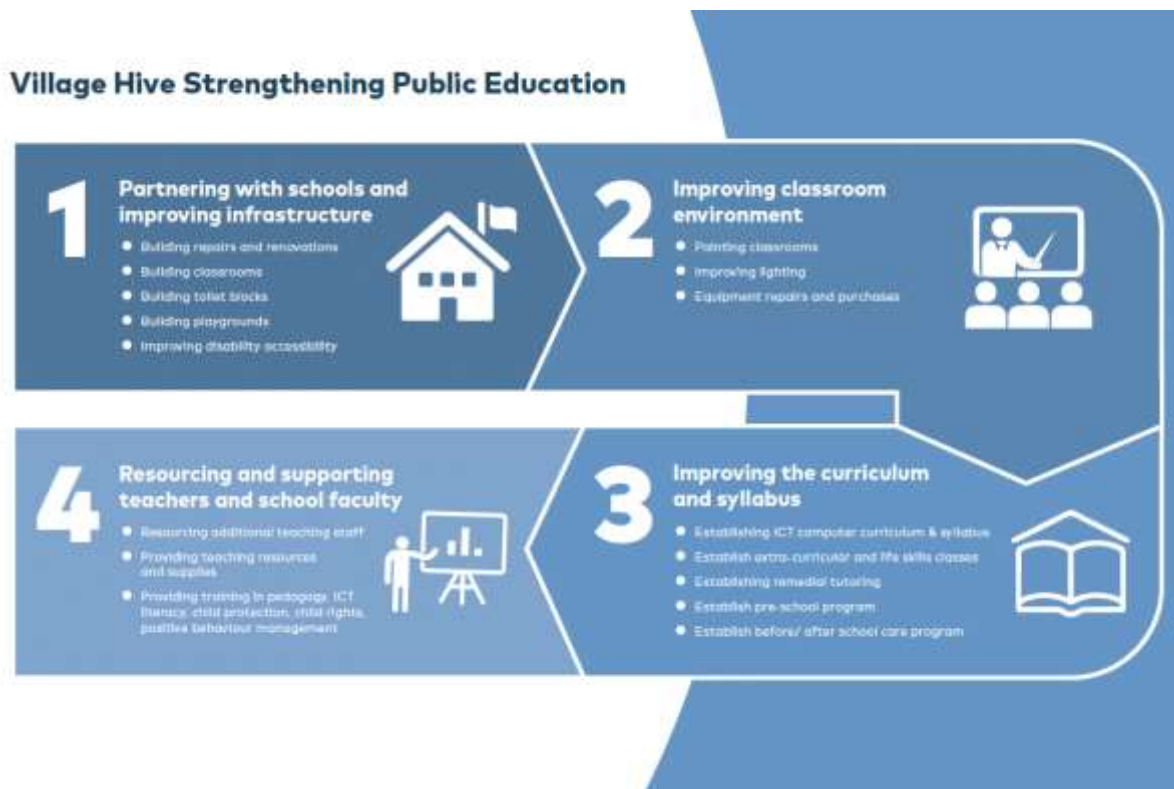 Village Hive Strengthening Public Education
1
Partnering with schools and
improving infrastructure
Building repairs and renovations
Building classrooms
Building toilet blocks
Building playgrounds
Improving disability accessibility
2
Improving classroom
environment
Painting classrooms
Improving lighting
Equipment repairs and purchases
3
Improving the curriculum
and syllabus
Establishing ICT computer curriculum & syllabus
Establish extra-curricular and life skills classes
Establishing remedial tutoring
Establish pre-school program
Establish before/ after school care program
4
Resourcing and supporting
teachers and school faculty
Resourcing additional teaching staff
Providing teaching resources
and supplies
Providing training in pedagogy, ICT
literacy, child protection, child rights,
positive behaviour management